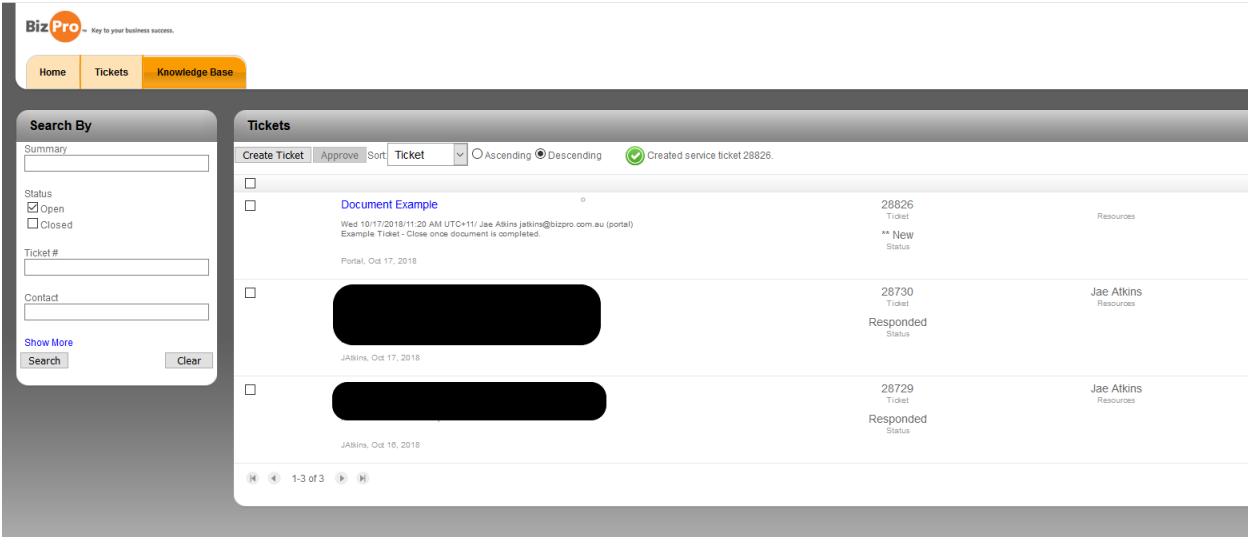 BizPro™ Key to your business success.
Home Tickets Knowledge Base
Search By
Summary
Status
Open
Closed
Ticket #
Contact
Show More
Search Clear
Tickets
Create Ticket Approve Sort: Ticket Ascending Descending Created service ticket 28826.
Document Example
Wed 10/17/2018/11:20 AM UTC+11/ Jae Atkins jatkins@bizpro.com.au (portal)
Example Ticket - Close once document is completed.
Portal, Oct 17, 2018
28826
Ticket
** New
Status
Resources
JAtkins, Oct 17, 2018
28730
Ticket
Responded
Status
Jae Atkins
Resources
JAtkins, Oct 16, 2018
28729
Ticket
Responded
Status
Jae Atkins
Resources
1-3 of 3